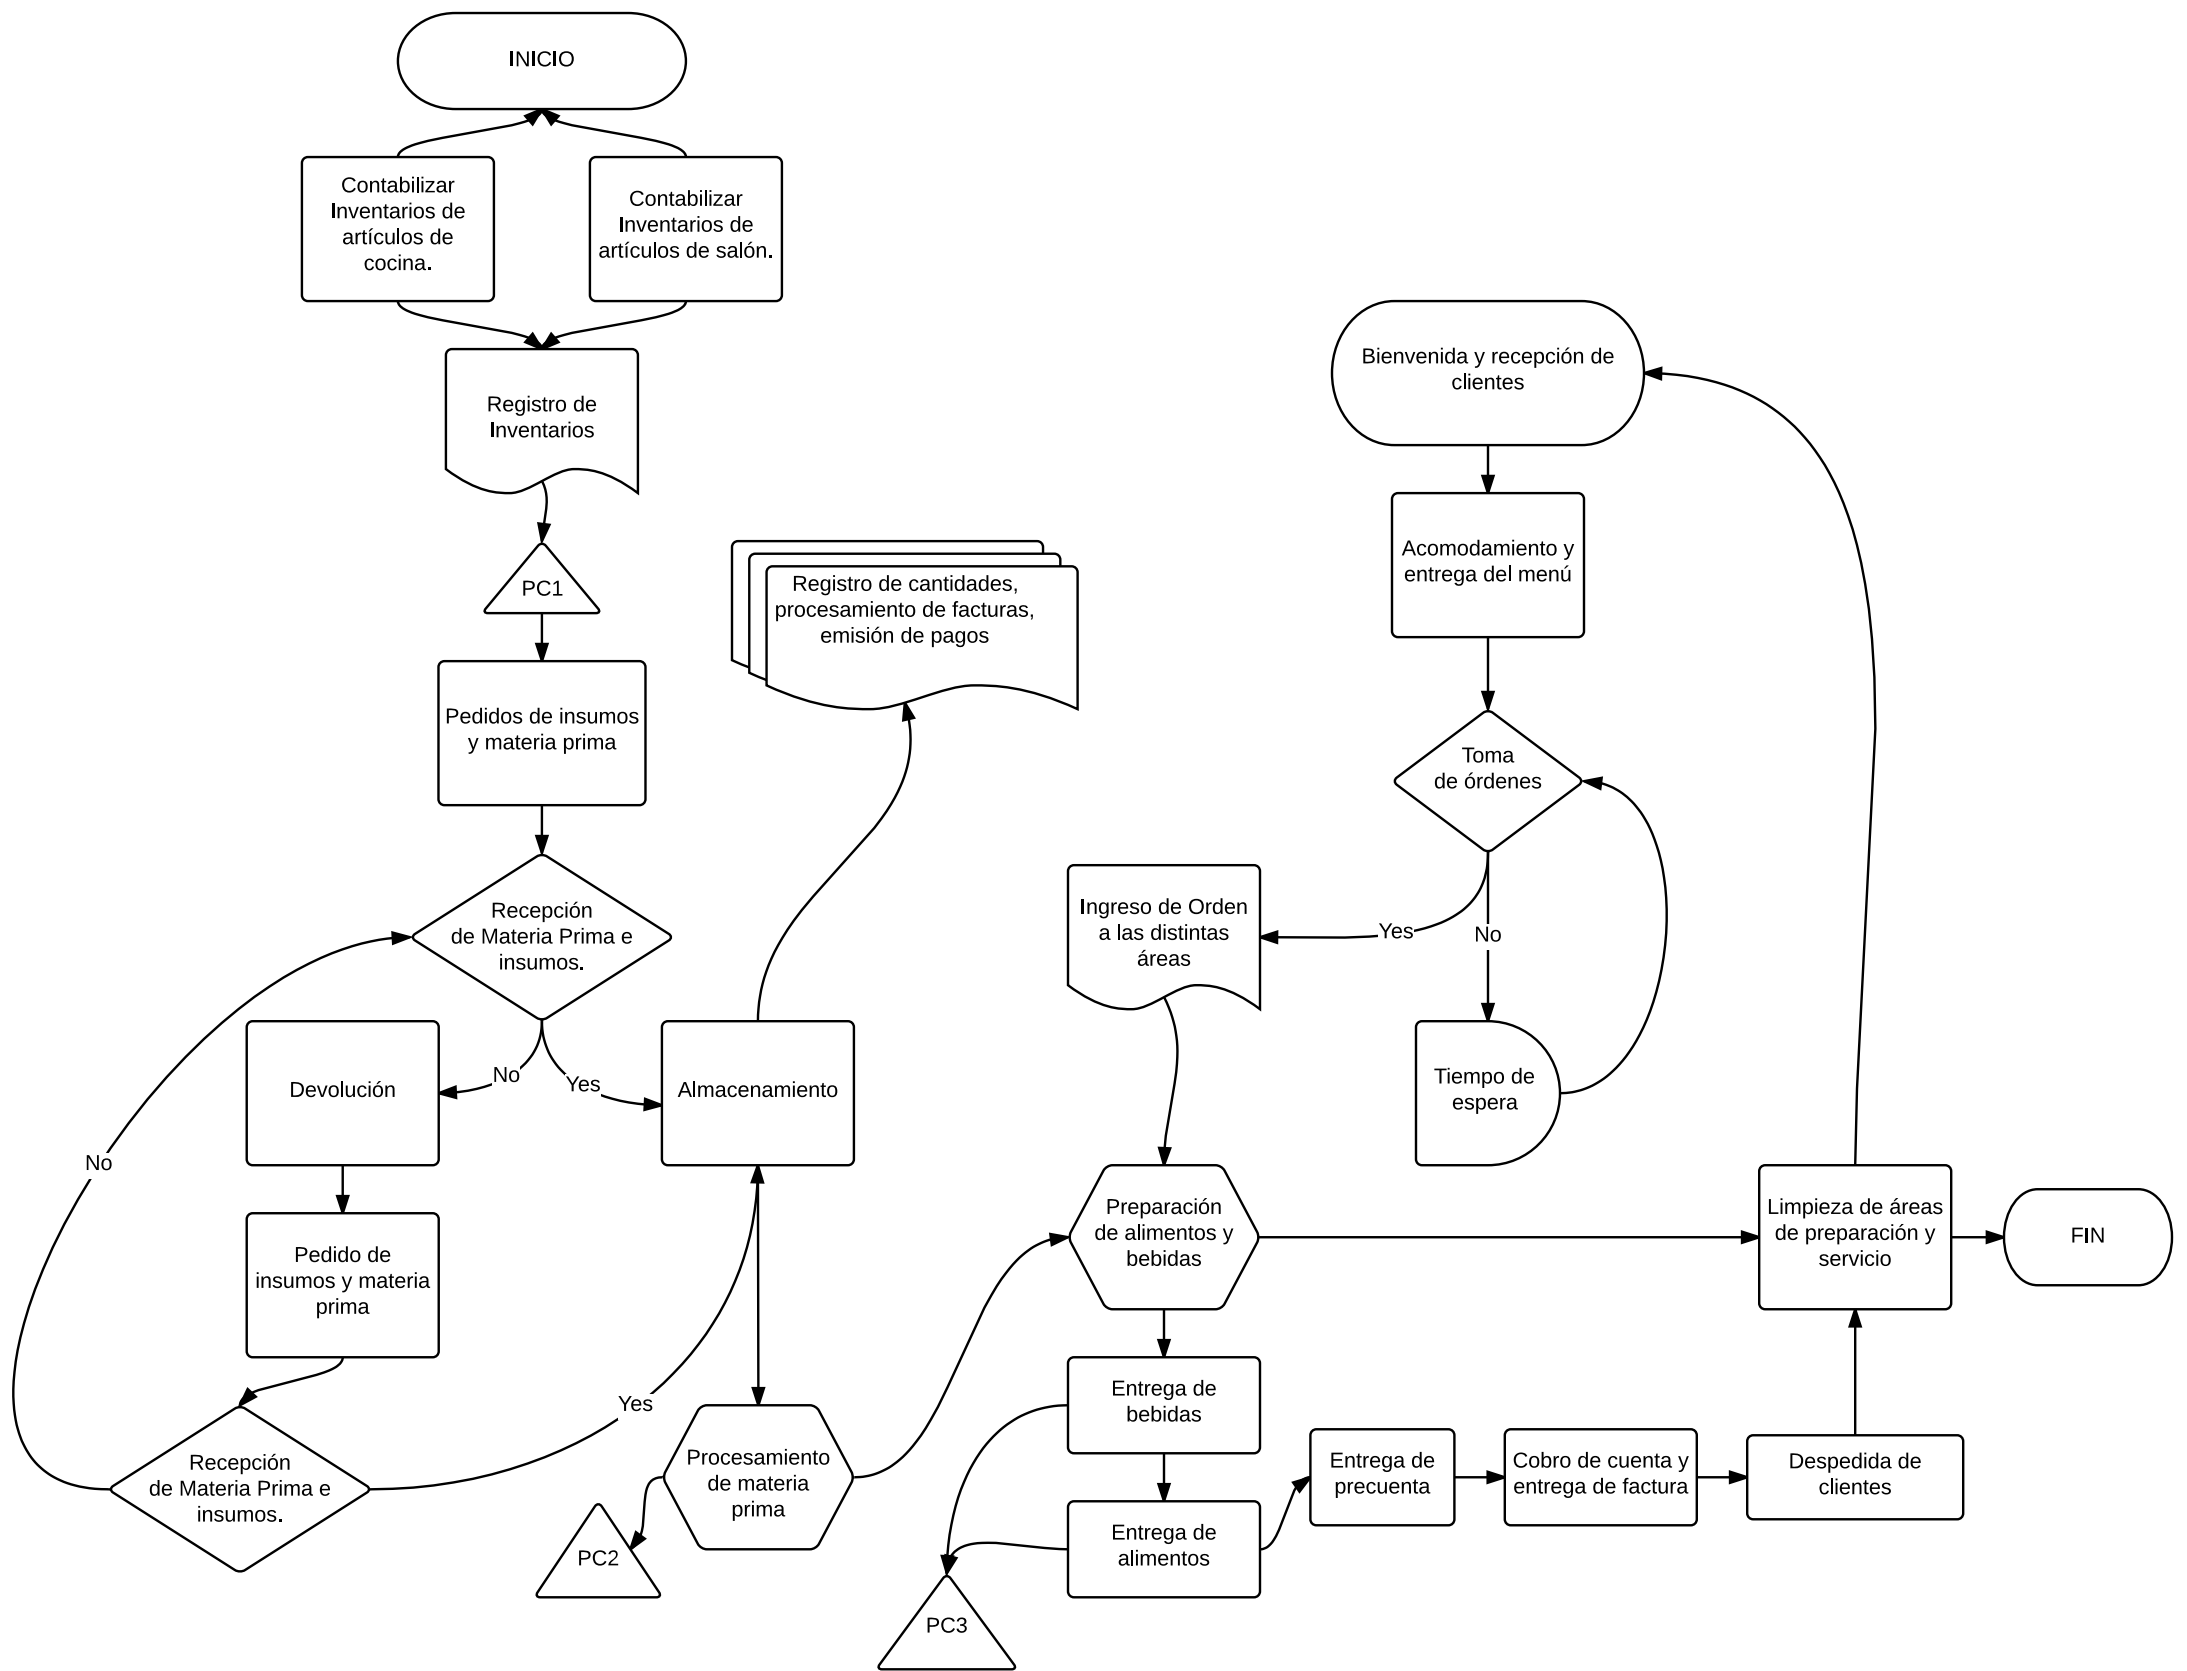 INICIO
Contabilizar
Inventarios de
artículos de
cocina.
Contabilizar
Inventarios de
artículos de salón.
Registro de
Inventarios
PC1
Pedidos de insumos
y materia prima
Recepción
de Materia Prima e
insumos.
No
Yes
Devolución
Almacenamiento
Registro de cantidades,
procesamiento de facturas,
emisión de pagos
Pedido de
insumos y materia
prima
Recepción
de Materia Prima e
insumos.
No
Yes
Procesamiento
de materia
prima
PC2
Bienvenida y recepción de
clientes
Acomodamiento y
entrega del menú
Toma
de órdenes
Yes
No
Ingreso de Orden
a las distintas
áreas
Tiempo de
espera
Preparación
de alimentos y
bebidas
Entrega de
bebidas
Entrega de
alimentos
PC3
Entrega de
precuenta
Cobro de cuenta y
entrega de factura
Despedida de
clientes
Limpieza de áreas
de preparación y
servicio
FIN